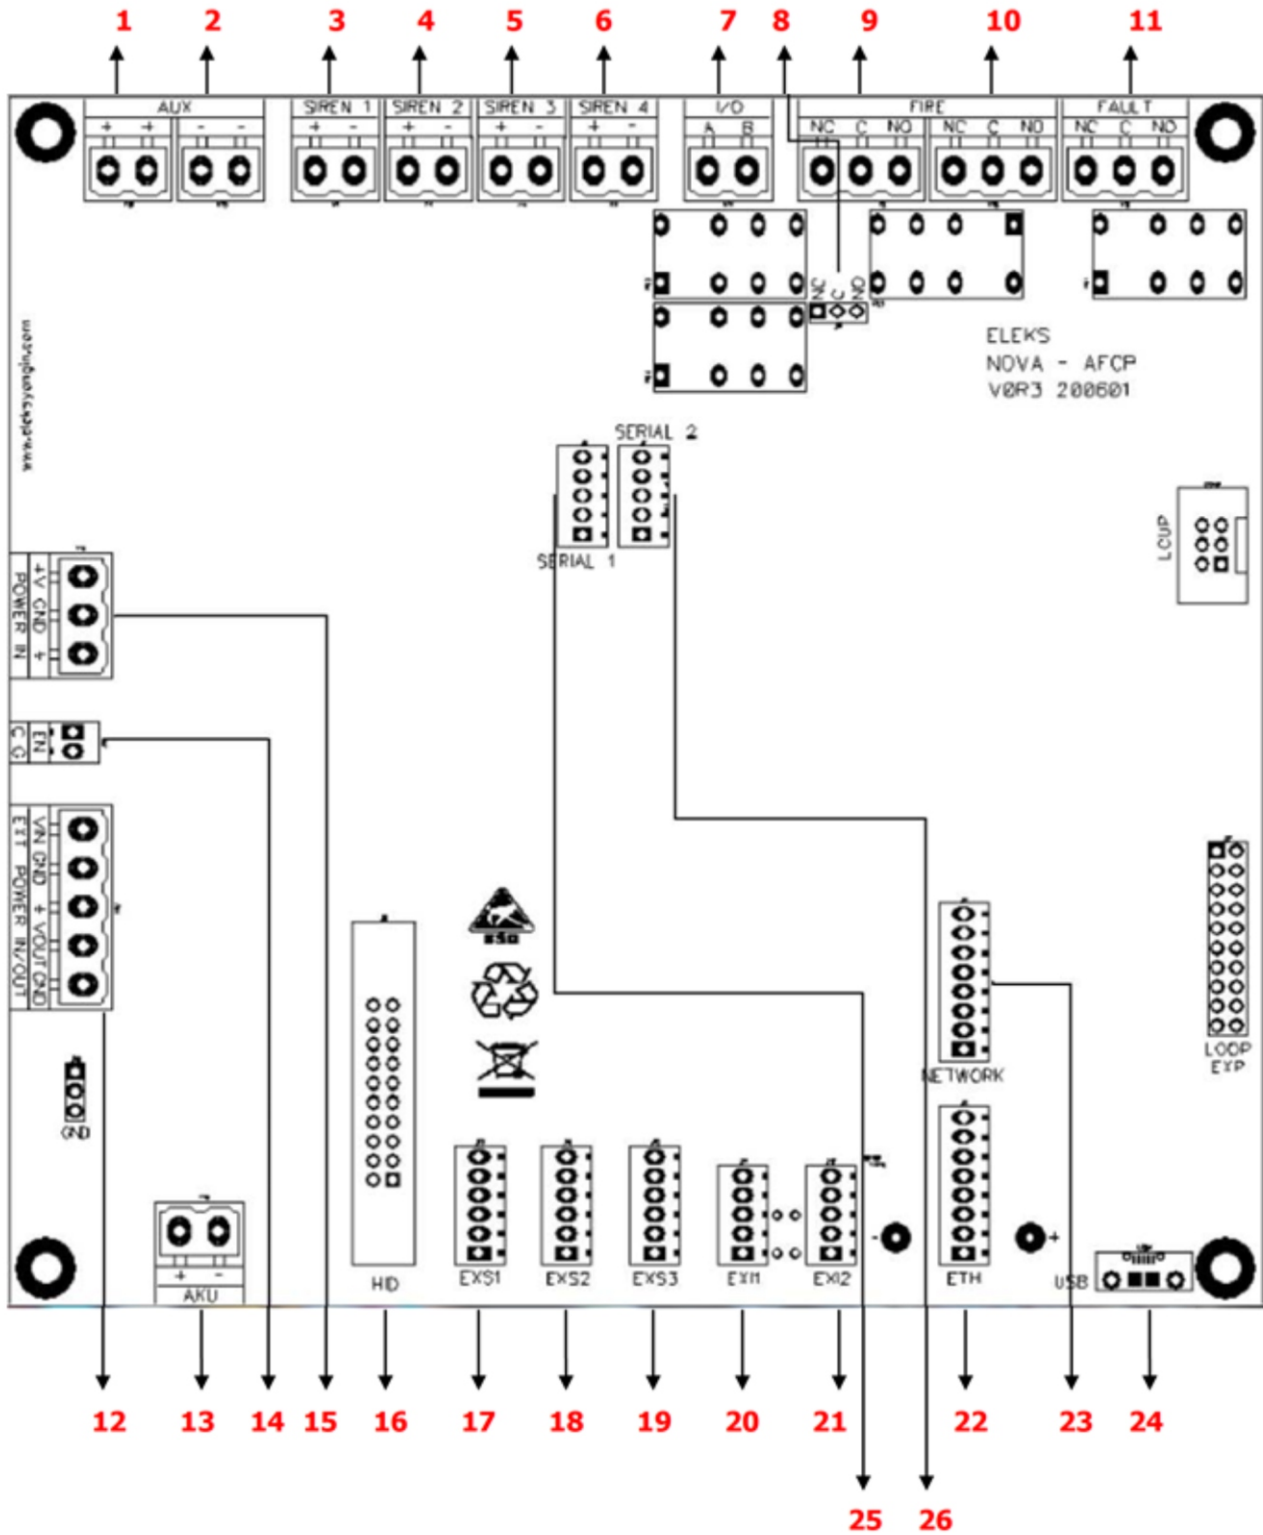 1 2 3 4 5 6 7 8 9 10 11
AUX SIREN 1 SIREN 2 SIREN 3 SIREN 4 I/O FIRE FAULT
+ + - - + - + - + - + - A B NC C NO NC C NO NC C NO
NC C NO
ELEKS
NOVA - AFCP
V0R3 200601
www.eleksyangin.com
SERIAL 2
SERIAL 1
LOUP
+V GND +
POWER IN
EN
C G
VIN GND + VOUT GND
EXT POWER IN/OUT
GND
NETWORK
LOOP
EXP
- +
+ -
AKU
HID
EXS1 EXS2 EXS3 EXI1 EXI2 ETH USB
12 13 14 15 16 17 18 19 20 21 22 23 24
25 26